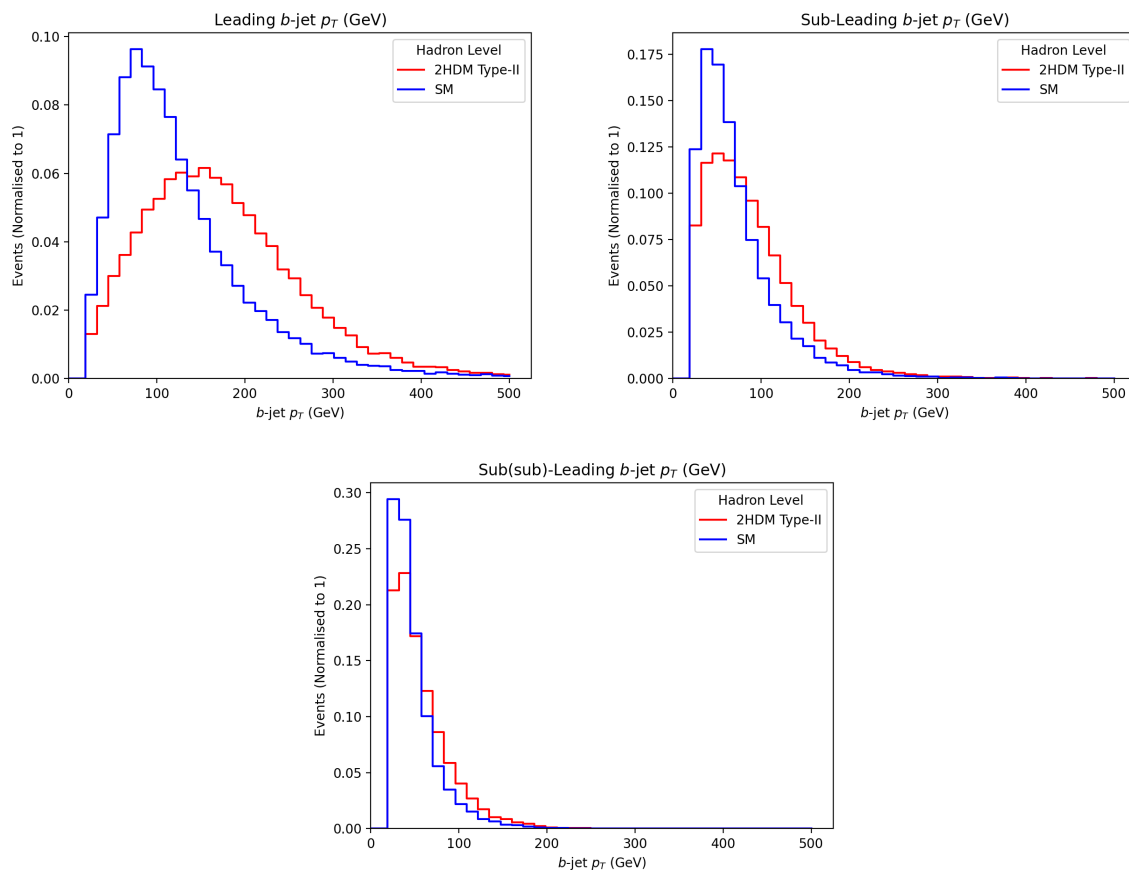 Leading b-jet p_T (GeV)
Events (Normalised to 1)
0.10
0.08
0.06
0.04
0.02
0.00
Hadron Level
2HDM Type-II
SM
0 100 200 300 400 500
b-jet p_T (GeV)
Sub-Leading b-jet p_T (GeV)
Events (Normalised to 1)
0.175
0.150
0.125
0.100
0.075
0.050
0.025
0.000
Hadron Level
2HDM Type-II
SM
0 100 200 300 400 500
b-jet p_T (GeV)
Sub(sub)-Leading b-jet p_T (GeV)
Events (Normalised to 1)
0.30
0.25
0.20
0.15
0.10
0.05
0.00
Hadron Level
2HDM Type-II
SM
0 100 200 300 400 500
b-jet p_T (GeV)